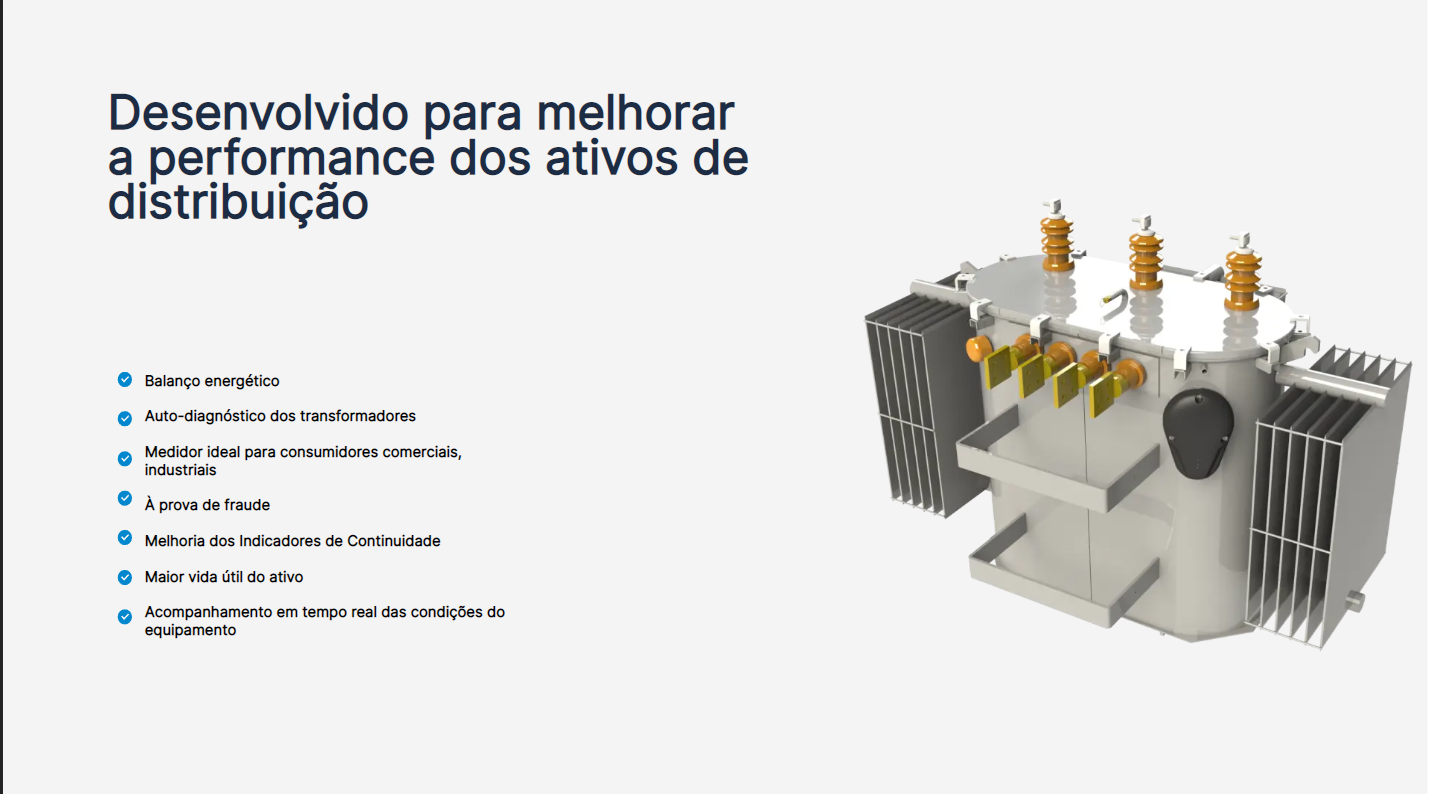 Desenvolvido para melhorar
a performance dos ativos de
distribuição
Balanço energético
Auto-diagnóstico dos transformadores
Medidor ideal para consumidores comerciais,
industriais
À prova de fraude
Melhoria dos Indicadores de Continuidade
Maior vida útil do ativo
Acompanhamento em tempo real das condições do
equipamento